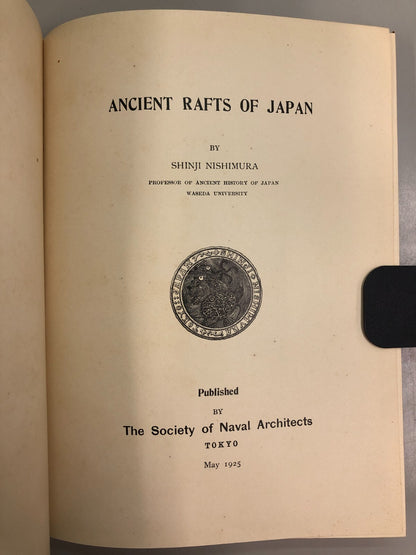 ANCIENT RAFTS OF JAPAN
BY
SHINJI NISHIMURA
PROFESSOR OF ANCIENT HISTORY OF JAPAN
WASEDA UNIVERSITY
Published
BY
The Society of Naval Architects
TOKYO
May 1925